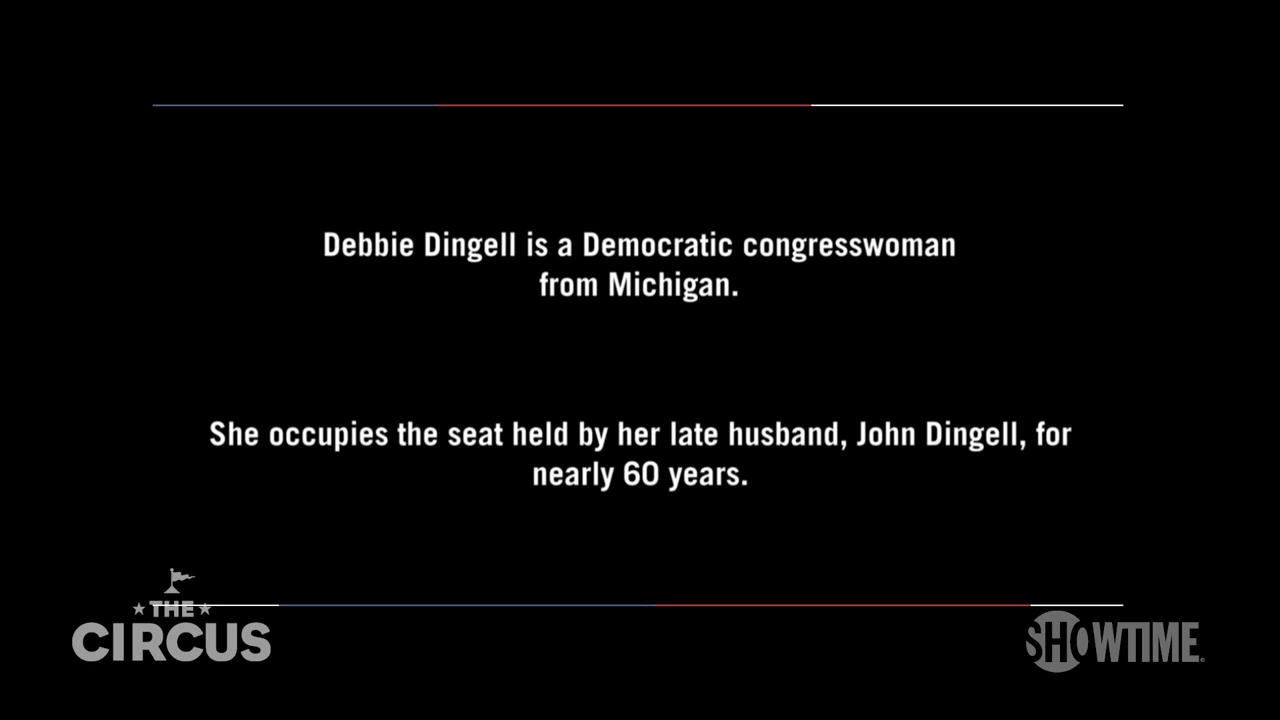 Debbie Dingell is a Democratic congresswoman
from Michigan.
She occupies the seat held by her late husband, John Dingell, for
nearly 60 years.
THE
CIRCUS
SHOWTIME